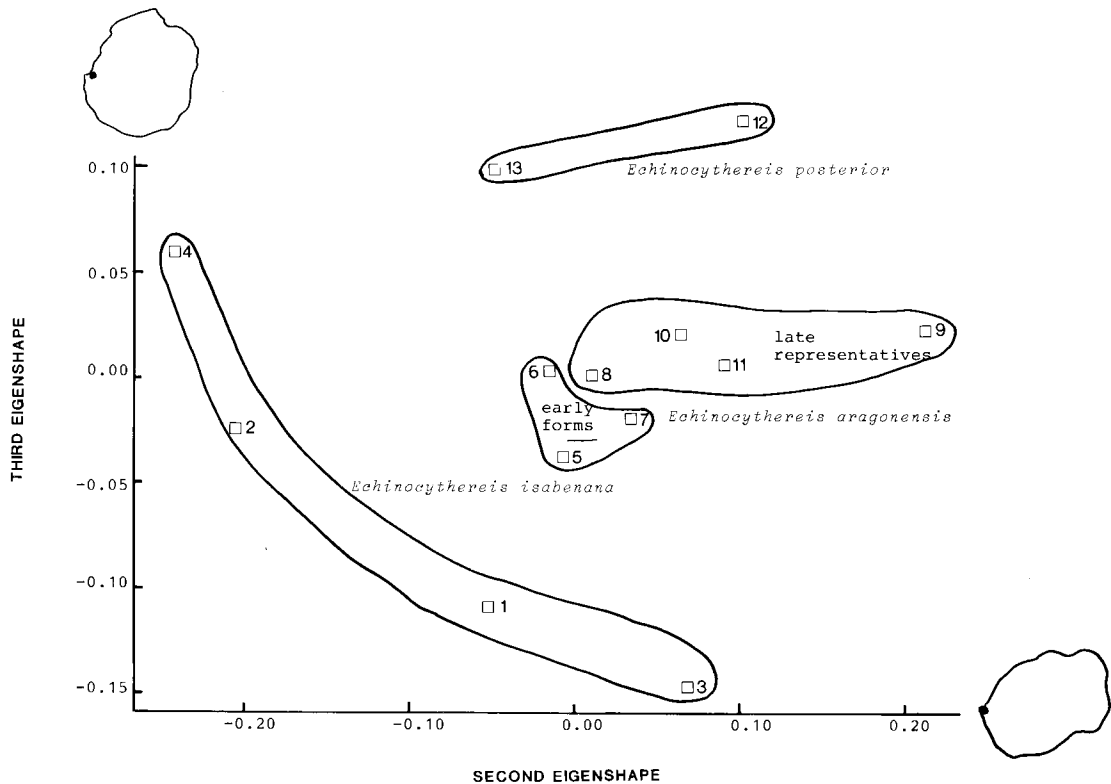 12
0.10
13
Echinocythereis posterior
4
0.05
THIRD EIGENSHAPE
10
late
representatives
9
11
0.00
6
8
early
forms
7
Echinocythereis aragonensis
2
5
-0.05
Echinocythereis isabenana
-0.10
1
-0.15
3
-0.20
-0.10
0.00
0.10
0.20
SECOND EIGENSHAPE